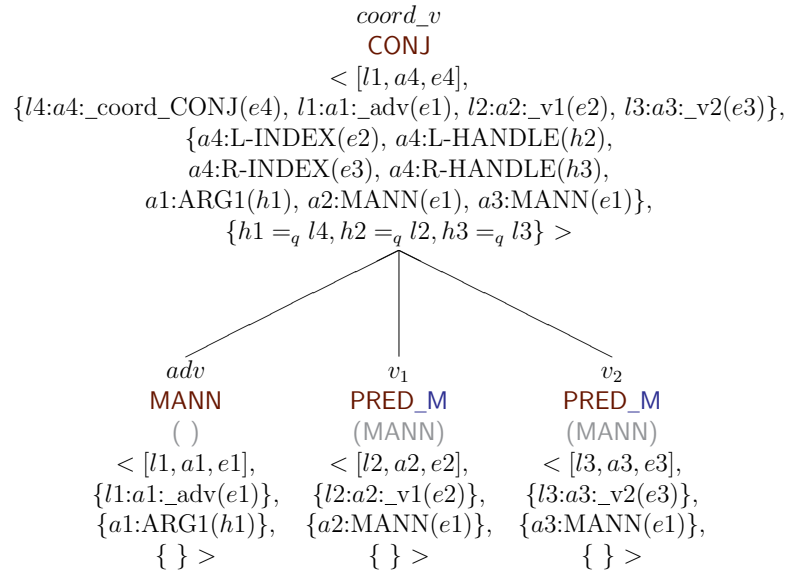 coord_v
CONJ
< [l1, a4, e4],
{l4:a4:_coord_CONJ(e4), l1:a1:_adv(e1), l2:a2:_v1(e2), l3:a3:_v2(e3)},
{a4:L-INDEX(e2), a4:L-HANDLE(h2),
a4:R-INDEX(e3), a4:R-HANDLE(h3),
a1:ARG1(h1), a2:MANN(e1), a3:MANN(e1)},
{h1 =q l4, h2 =q l2, h3 =q l3} >
adv v1 v2
MANN PRED_M PRED_M
( ) (MANN) (MANN)
< [l1, a1, e1], < [l2, a2, e2], < [l3, a3, e3],
{l1:a1:_adv(e1)}, {l2:a2:_v1(e2)}, {l3:a3:_v2(e3)},
{a1:ARG1(h1)}, {a2:MANN(e1)}, {a3:MANN(e1)},
{ } > { } > { } >